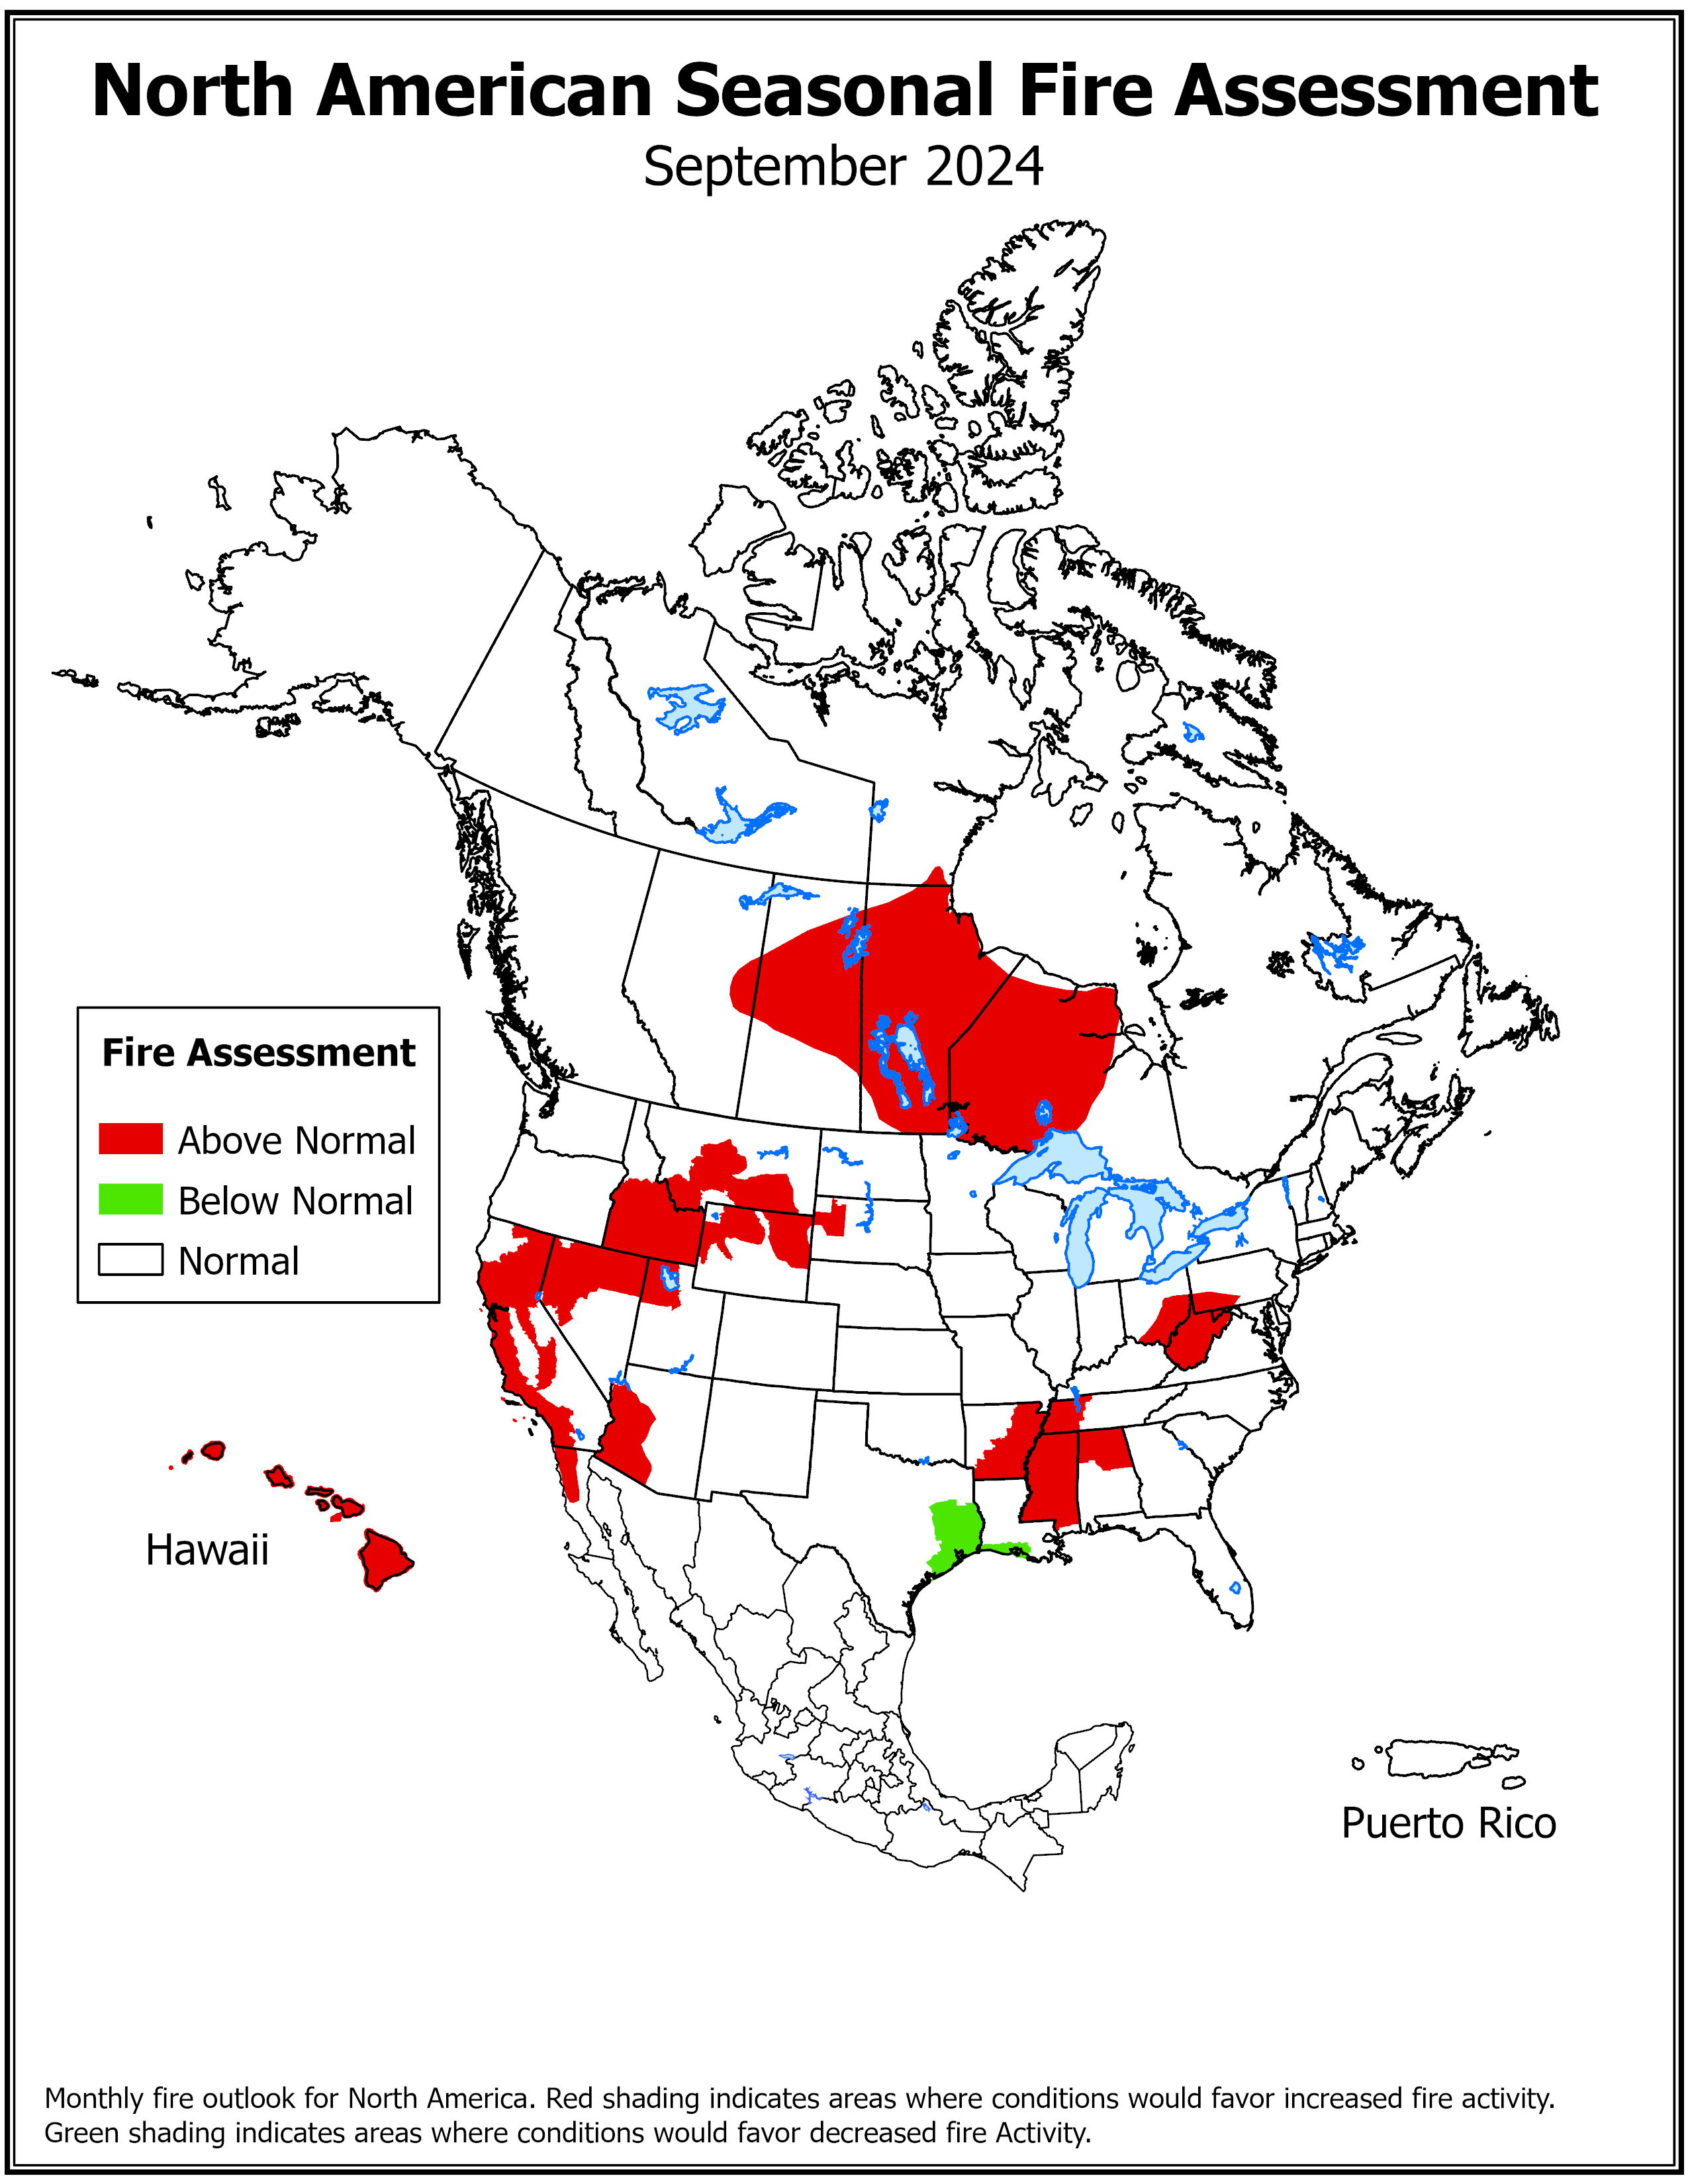 North American Seasonal Fire Assessment
September 2024
Fire Assessment
Above Normal
Below Normal
Normal
Hawaii
Puerto Rico
Monthly fire outlook for North America. Red shading indicates areas where conditions would favor increased fire activity.
Green shading indicates areas where conditions would favor decreased fire Activity.